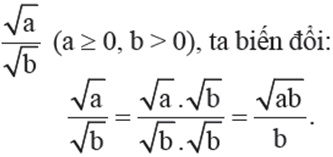 √a/√b (a ≥ 0, b > 0), ta biến đổi:
√a/√b = √a.√b/√b.√b = √ab/b.